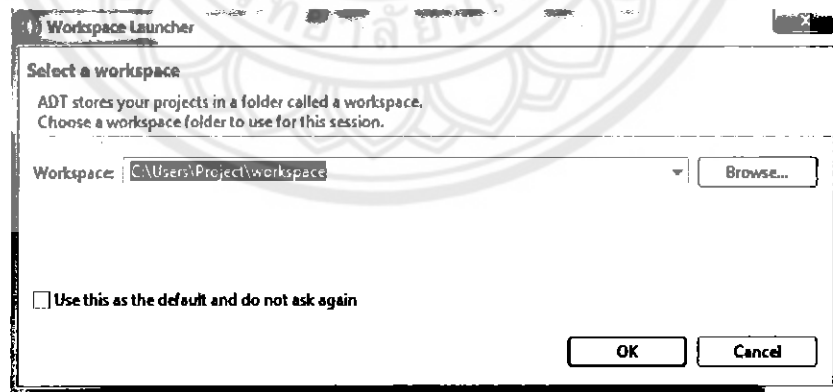 Workspace Launcher
Select a workspace
ADT stores your projects in a folder called a workspace.
Choose a workspace folder to use for this session.
Workspace: C:\Users\Project\workspace Browse...
Use this as the default and do not ask again
OK Cancel